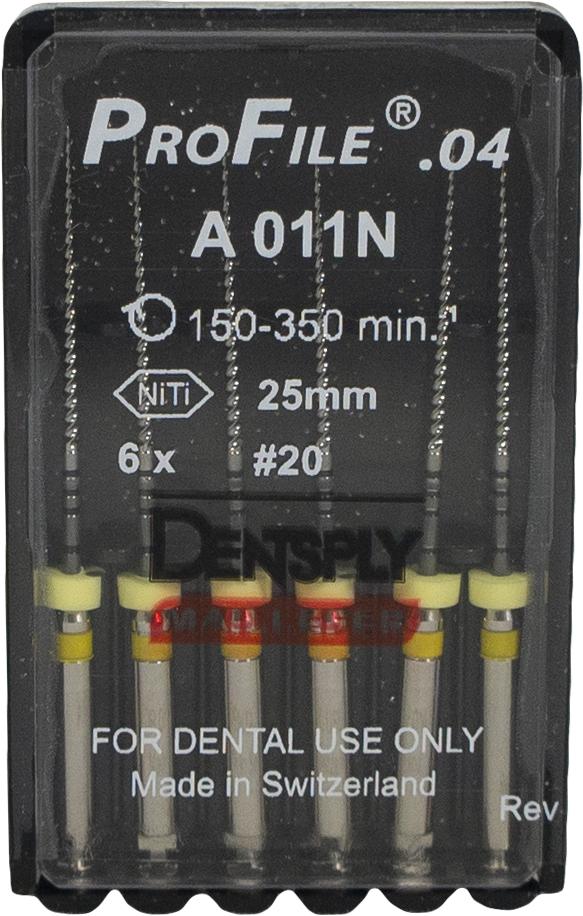 PROFILE® .04
A 011N
150-350 min.⁻¹
NiTi 25mm
6 x #20
DENTSPLY
MAILLEFER
FOR DENTAL USE ONLY
Made in Switzerland
Rev